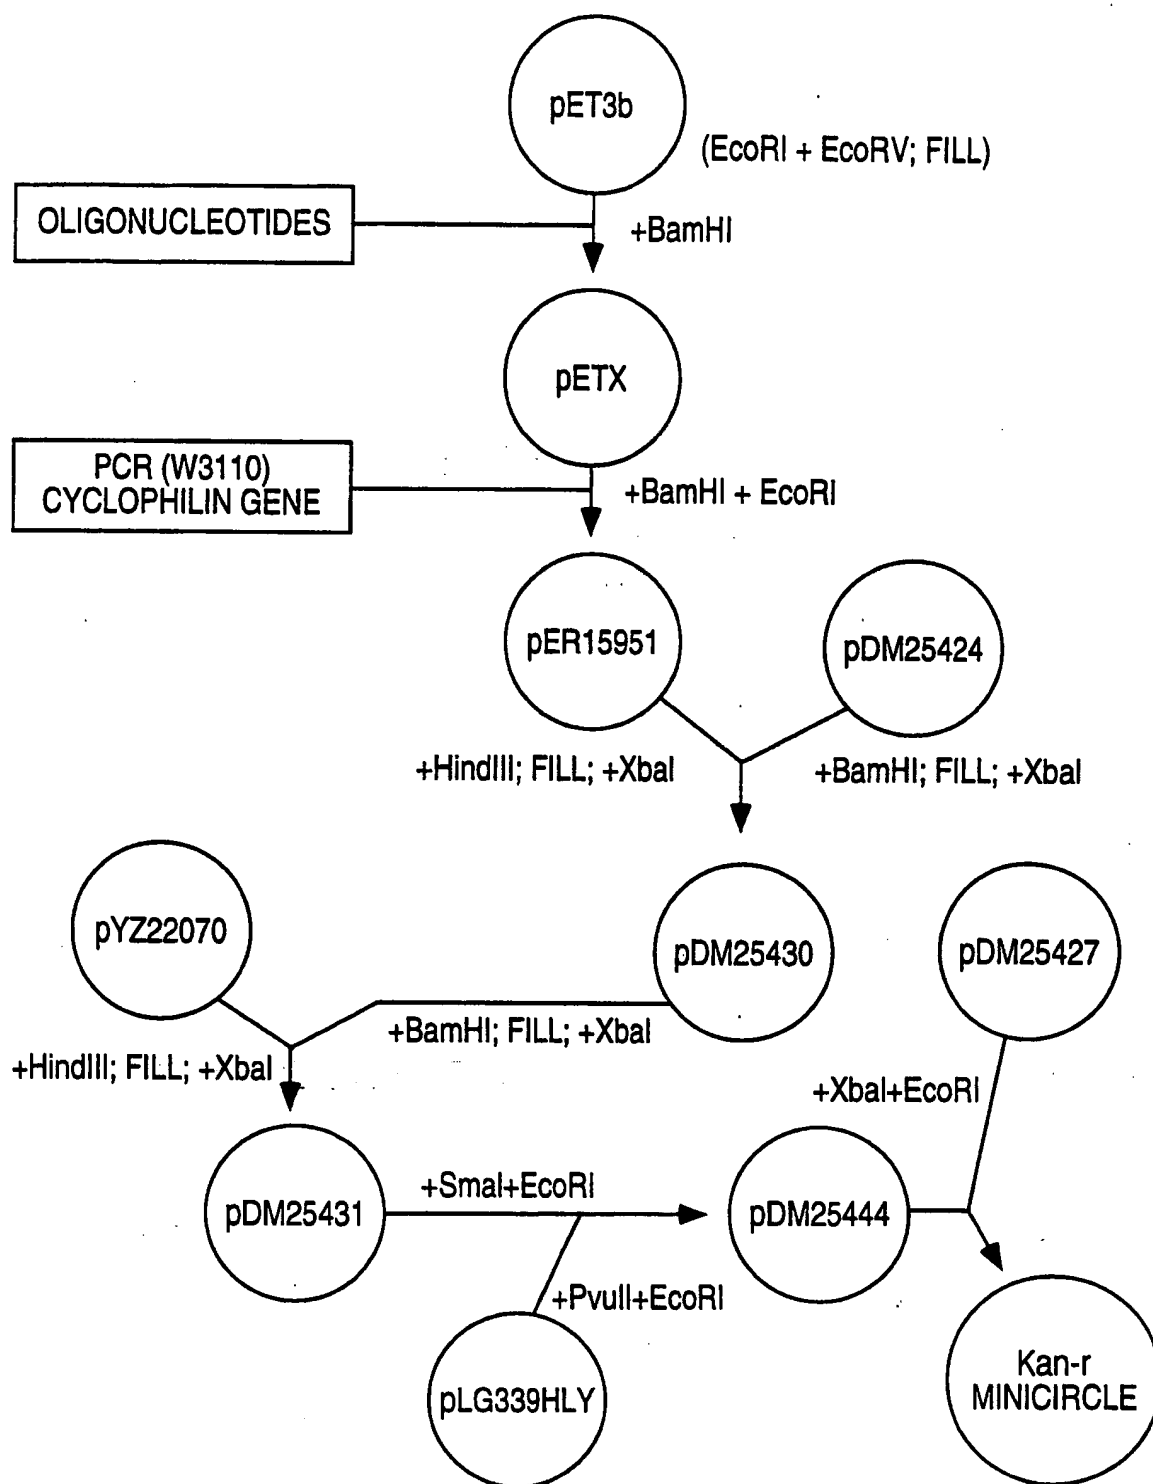 pET3b
(EcoRI + EcoRV; FILL)
OLIGONUCLEOTIDES
+BamHI
pETX
PCR (W3110)
CYCLOPHILIN GENE
+BamHI + EcoRI
pER15951
pDM25424
+HindIII; FILL; +XbaI
+BamHI; FILL; +XbaI
pYZ22070
pDM25430
pDM25427
+BamHI; FILL; +XbaI
+HindIII; FILL; +XbaI
+XbaI+EcoRI
+SmaI+EcoRI
pDM25431
pDM25444
+PvuII+EcoRI
pLG339HLY
Kan-r
MINICIRCLE